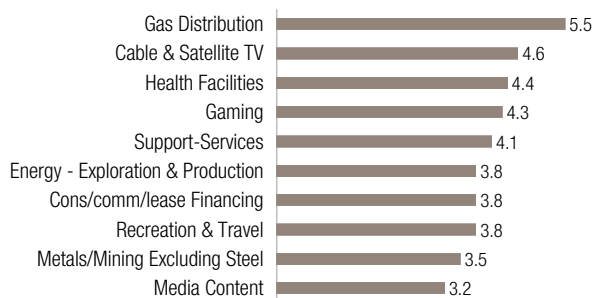 Gas Distribution 5.5
Cable & Satellite TV 4.6
Health Facilities 4.4
Gaming 4.3
Support-Services 4.1
Energy - Exploration & Production 3.8
Cons/comm/lease Financing 3.8
Recreation & Travel 3.8
Metals/Mining Excluding Steel 3.5
Media Content 3.2